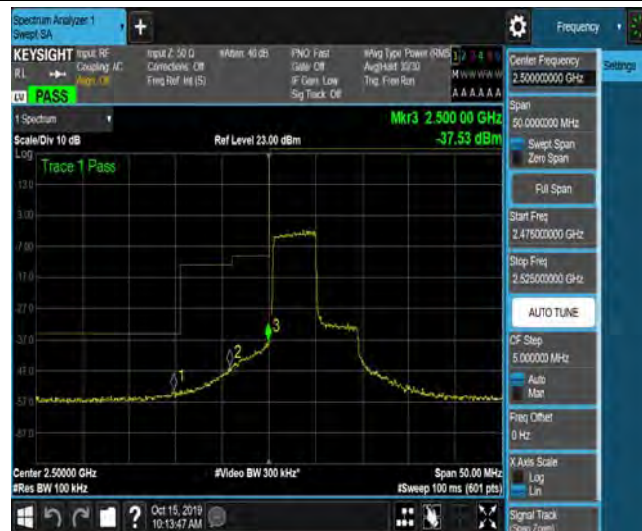 Spectrum Analyzer 1
Swept SA
+
Frequency
KEYSIGHT
RL
LV PASS
Input: RF
Coupling: AC
Align: Off
Input Z: 50 Ω
Corrections: Off
Freq Ref: Int (S)
#Atten: 40 dB
PNO: Fast
Gate: Off
IF Gain: Low
Sig Track: Off
#Avg Type: Power (RMS
Avg|Hold: 30/30
Trig: Free Run
1 2 3 4
M W W W W W
A A A A A A
Center Frequency
2.500000000 GHz
Settings
Span
50.0000000 MHz
Swept Span
Zero Span
Full Span
Start Freq
2.475000000 GHz
Stop Freq
2.525000000 GHz
AUTO TUNE
CF Step
5.000000 MHz
Auto
Man
Freq Offset
0 Hz
X Axis Scale
Log
Lin
Signal Track
(Span Zoom)
1 Spectrum
Mkr3 2.500 00 GHz
Scale/Div 10 dB
Ref Level 23.00 dBm
-37.53 dBm
Log
Trace 1 Pass
13.0
3.00
-7.00
-17.0
-27.0
-37.0
-47.0
-57.0
-67.0
1
2
3
Center 2.50000 GHz
#Video BW 300 kHz*
Span 50.00 MHz
#Res BW 100 kHz
#Sweep 100 ms (601 pts)
?
Oct 15, 2019
10:13:47 AM